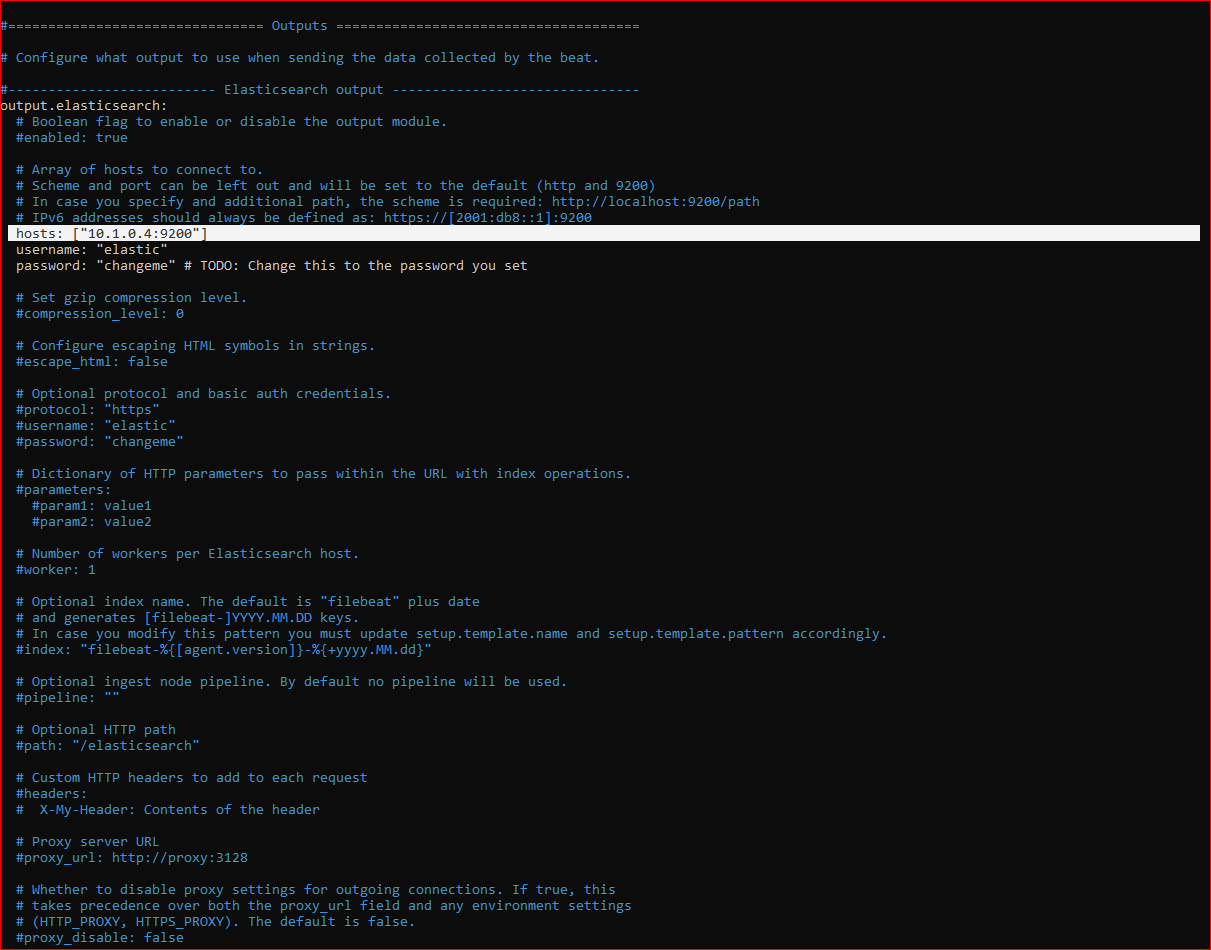 #================================ Outputs ======================================
# Configure what output to use when sending the data collected by the beat.
#-------------------------- Elasticsearch output -------------------------------
output.elasticsearch:
  # Boolean flag to enable or disable the output module.
  #enabled: true
  # Array of hosts to connect to.
  # Scheme and port can be left out and will be set to the default (http and 9200)
  # In case you specify and additional path, the scheme is required: http://localhost:9200/path
  # IPv6 addresses should always be defined as: https://[2001:db8::1]:9200
  hosts: ["10.1.0.4:9200"]
  username: "elastic"
  password: "changeme" # TODO: Change this to the password you set
  # Set gzip compression level.
  #compression_level: 0
  # Configure escaping HTML symbols in strings.
  #escape_html: false
  # Optional protocol and basic auth credentials.
  #protocol: "https"
  #username: "elastic"
  #password: "changeme"
  # Dictionary of HTTP parameters to pass within the URL with index operations.
  #parameters:
    #param1: value1
    #param2: value2
  # Number of workers per Elasticsearch host.
  #worker: 1
  # Optional index name. The default is "filebeat" plus date
  # and generates [filebeat-]YYYY.MM.DD keys.
  # In case you modify this pattern you must update setup.template.name and setup.template.pattern accordingly.
  #index: "filebeat-%{[agent.version]}-%{+yyyy.MM.dd}"
  # Optional ingest node pipeline. By default no pipeline will be used.
  #pipeline: ""
  # Optional HTTP path
  #path: "/elasticsearch"
  # Custom HTTP headers to add to each request
  #headers:
  #  X-My-Header: Contents of the header
  # Proxy server URL
  #proxy_url: http://proxy:3128
  # Whether to disable proxy settings for outgoing connections. If true, this
  # takes precedence over both the proxy_url field and any environment settings
  # (HTTP_PROXY, HTTPS_PROXY). The default is false.
  #proxy_disable: false